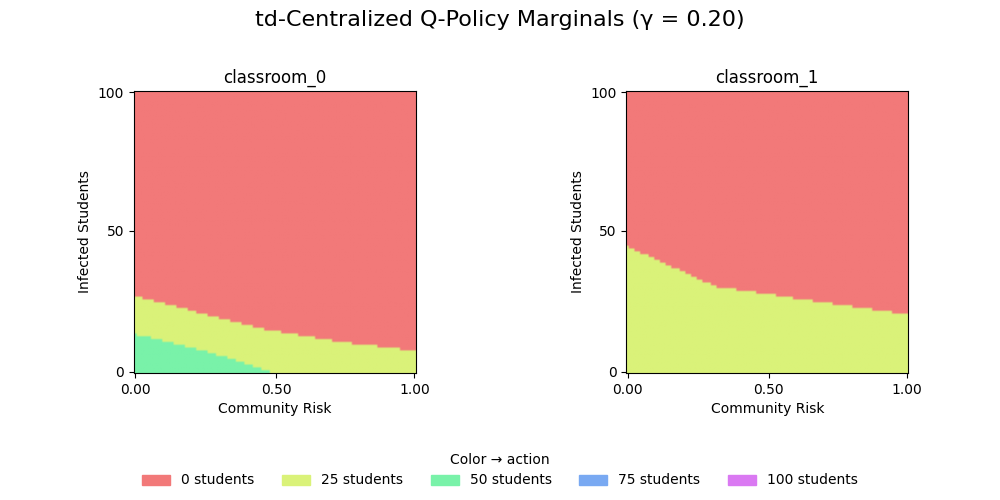 td-Centralized Q-Policy Marginals (γ = 0.20)
classroom_0
classroom_1
100
50
0
Infected Students
0.00 0.50 1.00
Community Risk
100
50
0
Infected Students
0.00 0.50 1.00
Community Risk
Color → action
0 students 25 students 50 students 75 students 100 students